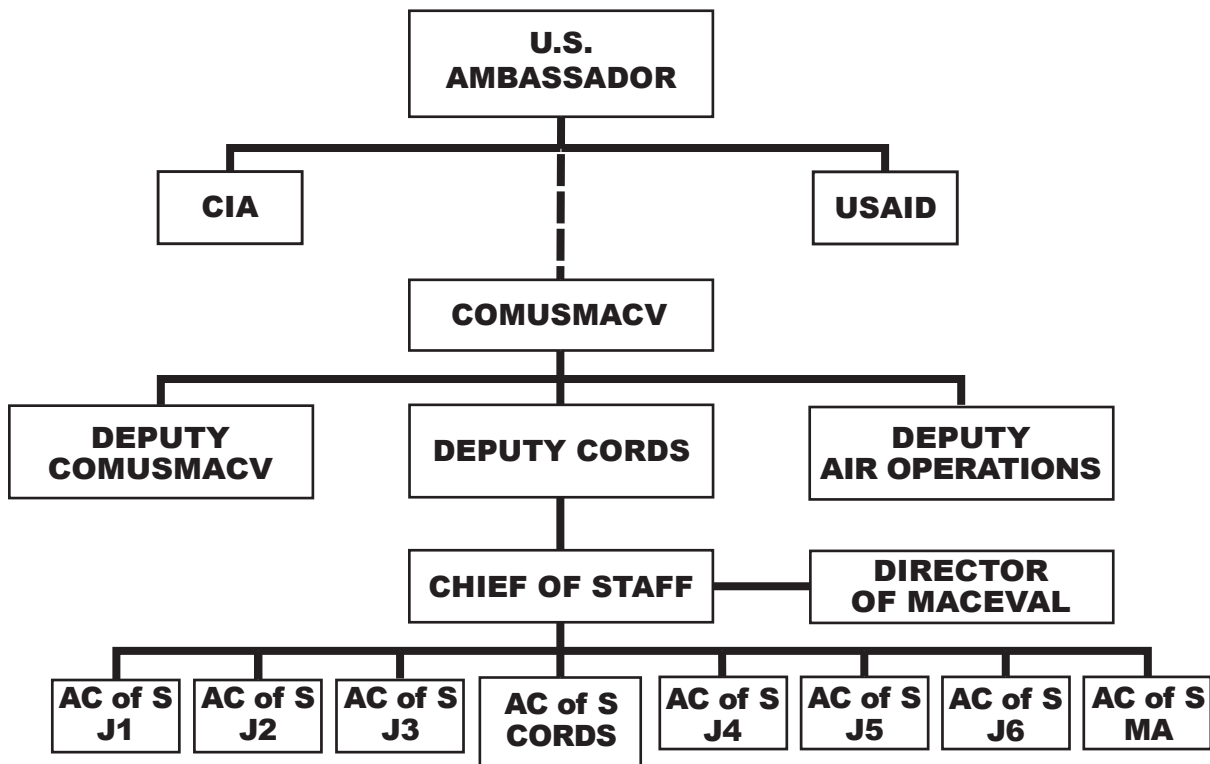 U.S.
AMBASSADOR
CIA
USAID
COMUSMACV
DEPUTY
COMUSMACV
DEPUTY CORDS
DEPUTY
AIR OPERATIONS
CHIEF OF STAFF
DIRECTOR
OF MACEVAL
AC of S
J1
AC of S
J2
AC of S
J3
AC of S
CORDS
AC of S
J4
AC of S
J5
AC of S
J6
AC of S
MA